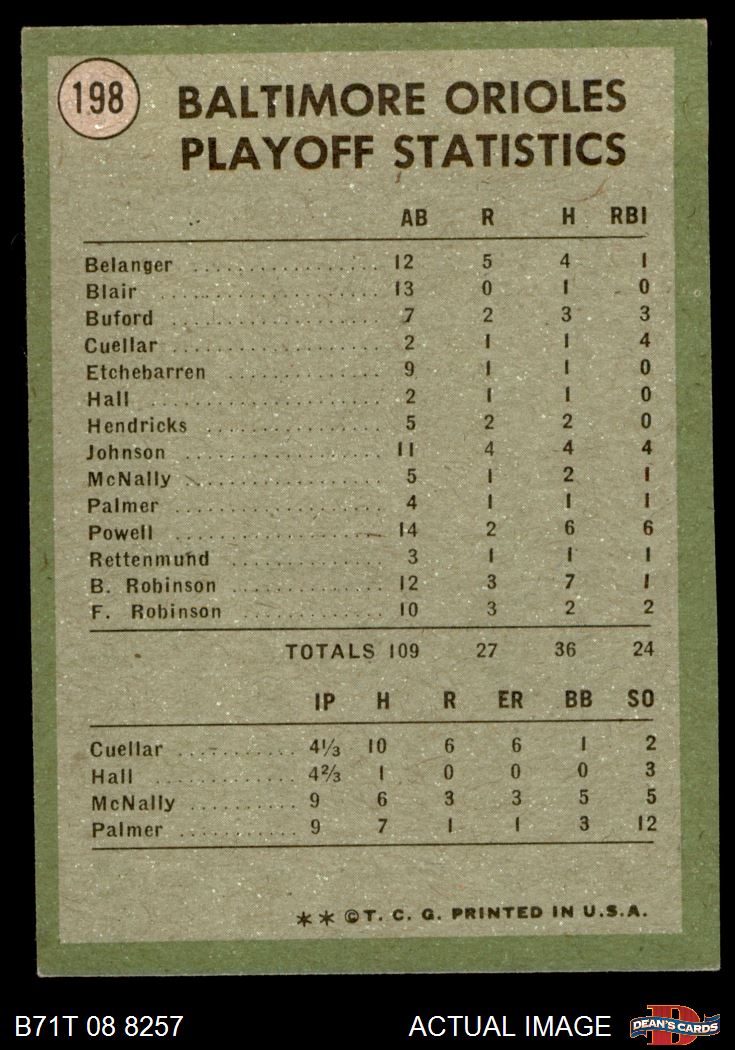 198
BALTIMORE ORIOLES
PLAYOFF STATISTICS
AB R H RBI
Belanger 12 5 4 1
Blair 13 0 1 0
Buford 7 2 3 3
Cuellar 2 1 1 4
Etchebarren 9 1 1 0
Hall 2 1 1 0
Hendricks 5 2 2 0
Johnson 11 4 4 4
McNally 5 1 2 1
Palmer 4 1 1 1
Powell 14 2 6 6
Rettenmund 3 1 1 1
B. Robinson 12 3 7 1
F. Robinson 10 3 2 2
TOTALS 109 27 36 24
IP H R ER BB SO
Cuellar 4⅓ 10 6 6 1 2
Hall 4⅔ 1 0 0 0 3
McNally 9 6 3 3 5 5
Palmer 9 7 1 1 3 12
** © T. C. G. PRINTED IN U.S.A.
B71T 08 8257 ACTUAL IMAGE D DEAN'S CARDS